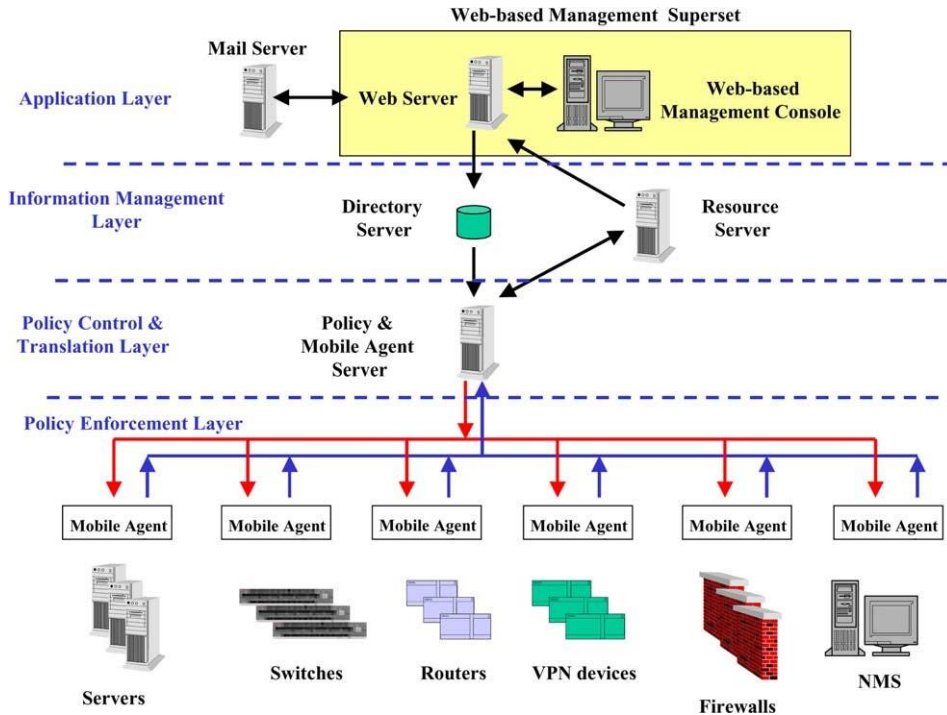 Web-based Management Superset
Mail Server
Application Layer
Web Server
Web-based
Management Console
Information Management
Layer
Directory
Server
Resource
Server
Policy Control &
Translation Layer
Policy &
Mobile Agent
Server
Policy Enforcement Layer
Mobile Agent
Mobile Agent
Mobile Agent
Mobile Agent
Mobile Agent
Mobile Agent
Servers
Switches
Routers
VPN devices
Firewalls
NMS